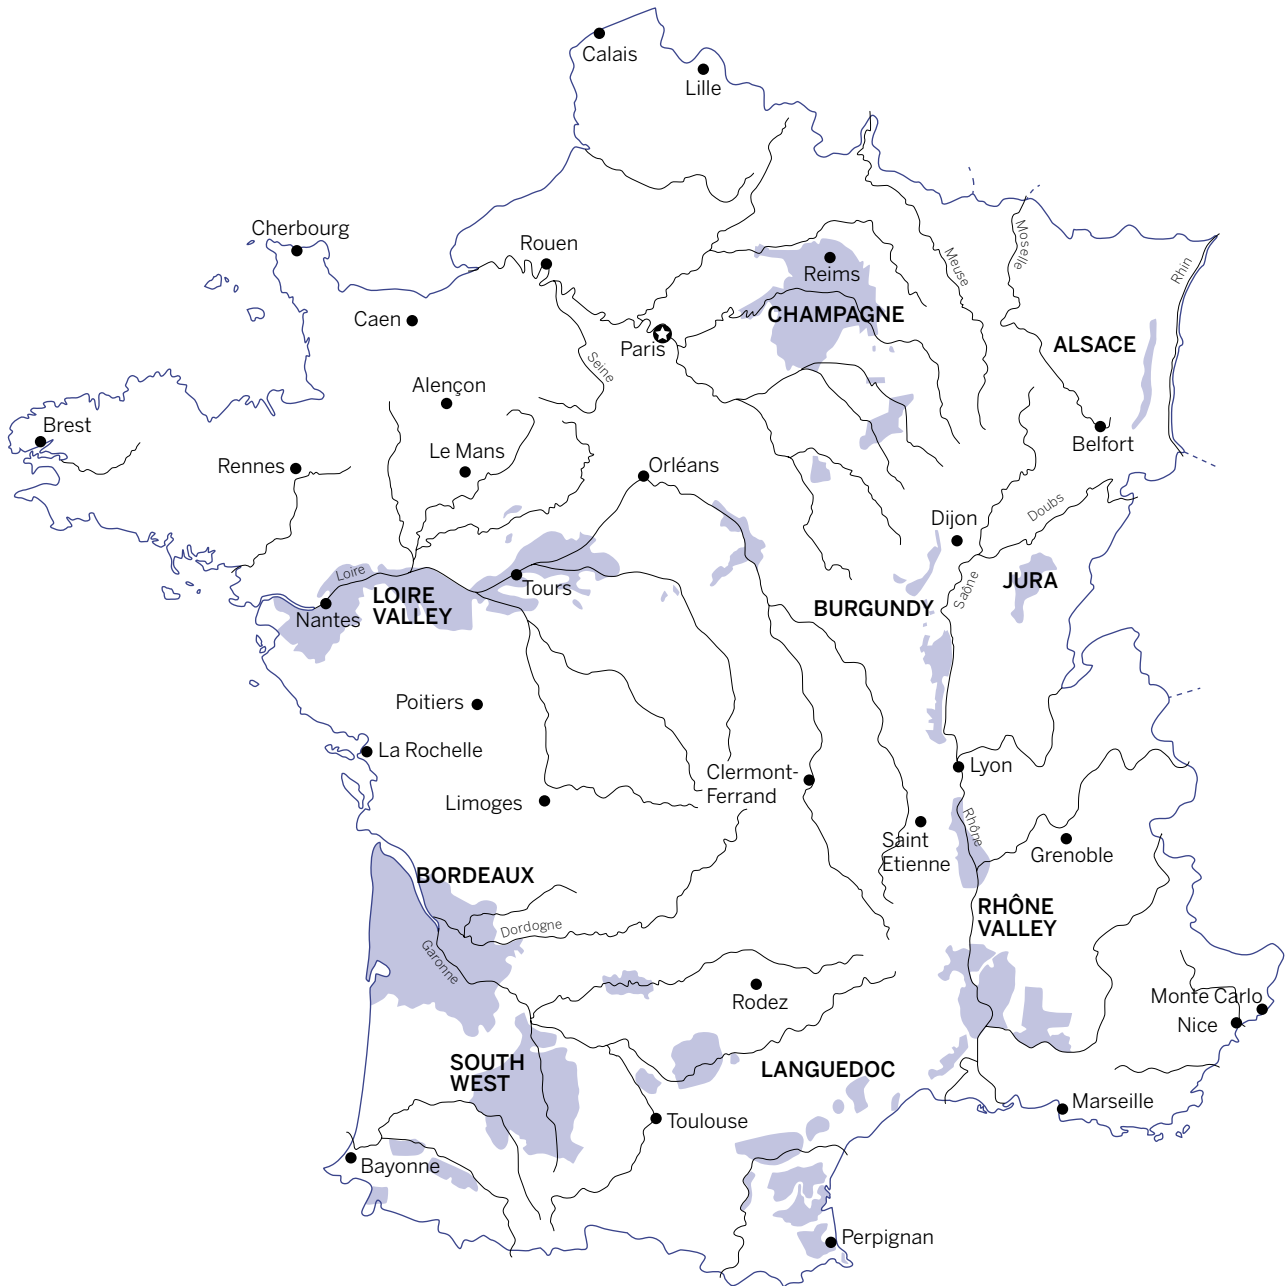 Calais
Lille
Cherbourg
Rouen
Reims
Meuse
Moselle
Rhin
Caen
CHAMPAGNE
Paris
ALSACE
Seine
Alençon
Brest
Le Mans
Belfort
Rennes
Orléans
Dijon
Doubs
Loire
Tours
JURA
Saône
LOIRE
VALLEY
BURGUNDY
Nantes
Poitiers
La Rochelle
Lyon
Clermont-
Ferrand
Limoges
Rhône
Saint
Etienne
Grenoble
BORDEAUX
RHÔNE
VALLEY
Dordogne
Garonne
Rodez
Monte Carlo
Nice
SOUTH
WEST
LANGUEDOC
Marseille
Toulouse
Bayonne
Perpignan